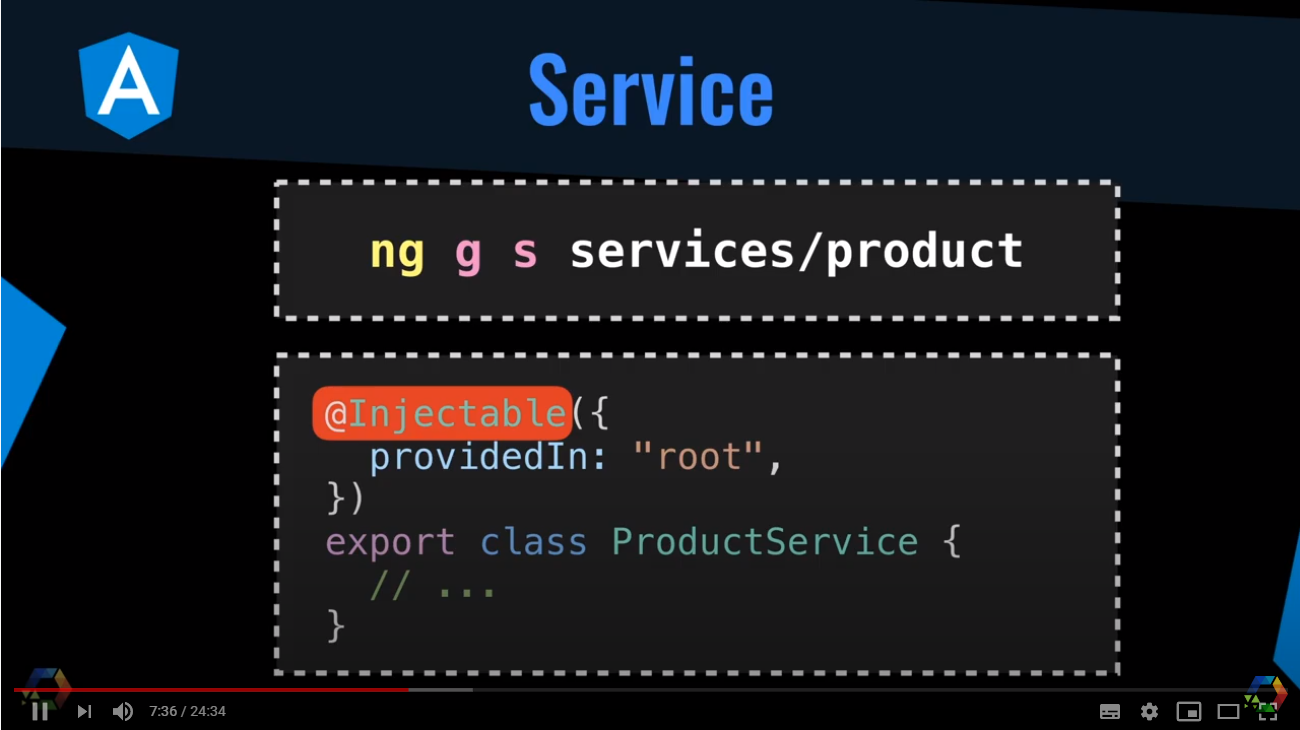 A
Service
ng g s services/product
@Injectable({
  providedIn: "root",
})
export class ProductService {
  // ...
}
7:36 / 24:34